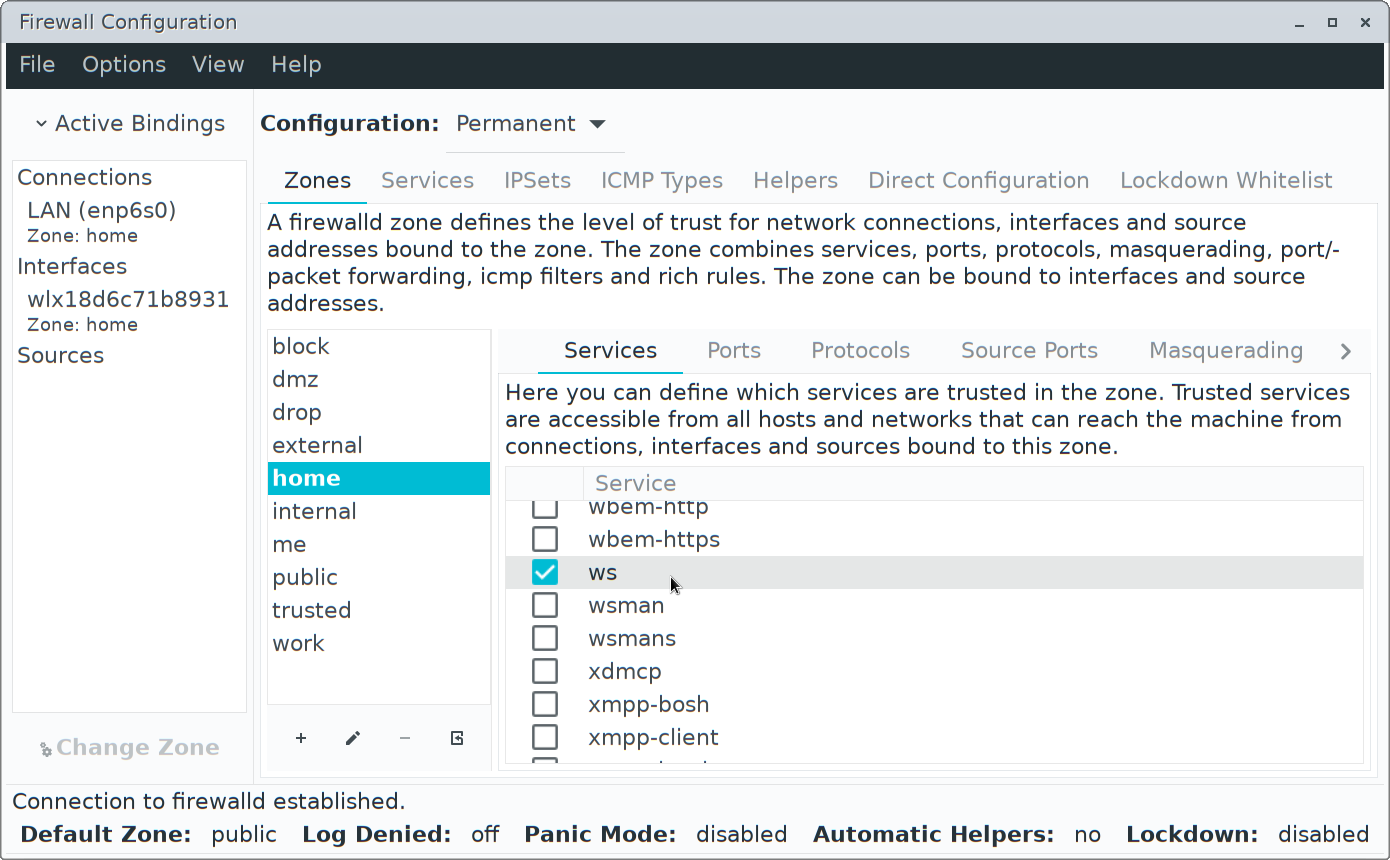 Firewall Configuration
File Options View Help
Active Bindings
Configuration: Permanent
Connections
LAN (enp6s0)
Zone: home
Interfaces
wlx18d6c71b8931
Zone: home
Sources
Change Zone
Zones Services IPSets ICMP Types Helpers Direct Configuration Lockdown Whitelist
A firewalld zone defines the level of trust for network connections, interfaces and source
addresses bound to the zone. The zone combines services, ports, protocols, masquerading, port/-
packet forwarding, icmp filters and rich rules. The zone can be bound to interfaces and source
addresses.
block
dmz
drop
external
home
internal
me
public
trusted
work
Services Ports Protocols Source Ports Masquerading
Here you can define which services are trusted in the zone. Trusted services
are accessible from all hosts and networks that can reach the machine from
connections, interfaces and sources bound to this zone.
Service
wbem-http
wbem-https
ws
wsman
wsmans
xdmcp
xmpp-bosh
xmpp-client
Connection to firewalld established.
Default Zone: public Log Denied: off Panic Mode: disabled Automatic Helpers: no Lockdown: disabled